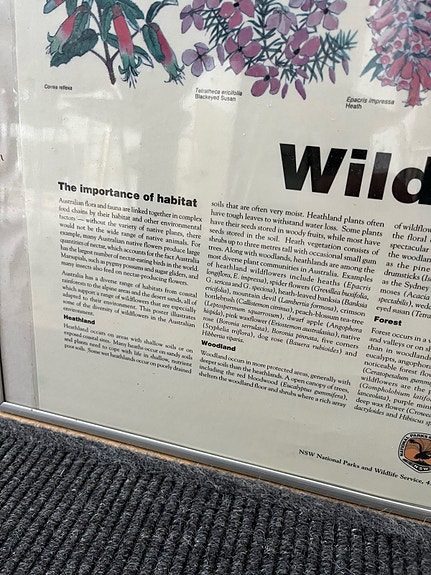 Correa reflexa
Tetratheca ericifolia
Blackeyed Susan
Epacris impressa
Heath
Wild
The importance of habitat
Australian flora and fauna are linked together in complex
food chains by their habitat and other environmental
factors — without the variety of native plants, there
would not be the wide range of native animals. For
example, many Australian native flowers produce large
quantities of nectar, which accounts for the fact Australia
has the largest number of nectar-eating birds in the world.
Marsupials, such as gypsy possums and sugar gliders, and
many insects also feed on nectar-producing flowers.
Australia has a diverse range of habitats, from coastal
rainforests to the alpine areas and the desert sands, all of
which support a range of wildflowers that are especially
adapted to their environment. This poster especially illustrates
some of the diversity of wildflowers in the Australian
environment.
Heathland
Heathland occurs on areas with shallow soils or on
exposed coastal sites. Many heaths occur on sandy soils
and plants need to cope with life in shallow, nutrient
poor soils. Some wet heathlands occur on poorly drained
soils that are often very moist. Heathland plants often
have tough leaves to withstand water loss. Some plants
have their seeds stored in woody fruits, while most have
seeds stored in the soil. Heath vegetation consists of
shrubs up to three metres tall with occasional small gum
trees. Along with woodlands, heathlands are among the
most diverse plant communities in Australia. Examples
of heathland wildflowers include heaths (Epacris
longiflora, E. impressa), spider flowers (Grevillea buxifolia,
G. sericea and G. speciosa), heath-leaved banksia (Banksia
ericifolia), mountain devil (Lambertia formosa), crimson
bottlebrush (Callistemon citrinus), peach-blossom tea-tree
(Leptospermum squarrosum), dwarf apple (Angophora
hispida), pink waxflower (Eriostemon australasius), native
rose (Boronia serrulata), Boronia pinnata, five corners
(Styphelia triflora), dog rose (Bauera rubioides) and
Hibbertia riparia.
Woodland
Woodland occurs in more protected areas, generally with
deeper soils than the heathlands. A open canopy of trees,
including the red bloodwood (Eucalyptus gummifera),
shelters the woodland floor and shrubs where a rich array
of wildflow
the floral
spectacular
the woodl
as the pine
drumsticks (Is
as the Sydney
noses (Acacia
spectabilis), wed
eyed susan (Tetra
Forest
Forest occurs in a v
and valleys or on sh
than in woodlands
eucalypts, angophora
noticeable forest flo
(Ceratopetalum gummi
wildflowers are the p
(Gompholobium latifo
lanceolata), purple mint
deep wax flower (Crowea
dactyloides and Hibiscus sp
NSW National Parks and Wildlife Service, 4